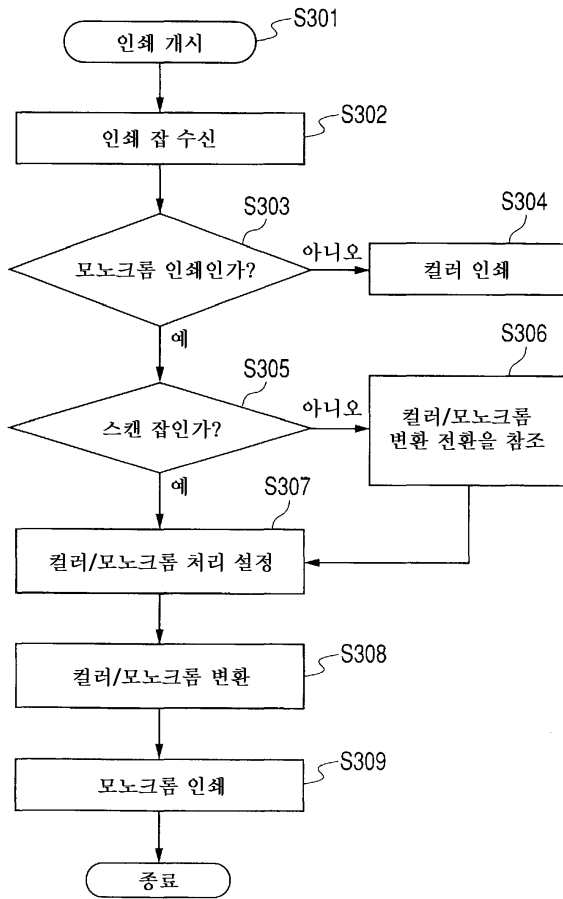 S301
인쇄 개시
S302
인쇄 잡 수신
S303
모노크롬 인쇄인가?
아니오
S304
컬러 인쇄
예
S305
스캔 잡인가?
아니오
S306
컬러/모노크롬
변환 전환을 참조
예
S307
컬러/모노크롬 처리 설정
S308
컬러/모노크롬 변환
S309
모노크롬 인쇄
종료